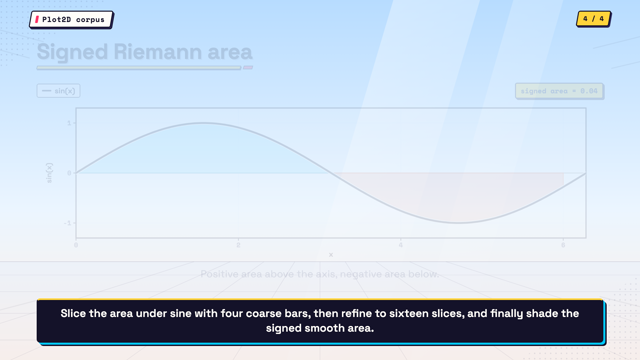 Plot2D corpus
4 / 4
Signed Riemann area
sin(x)
signed area = 0.04
1
0
-1
sin(x)
0
2
4
6
x
Positive area above the axis, negative area below.
Slice the area under sine with four coarse bars, then refine to sixteen slices, and finally shade the
signed smooth area.